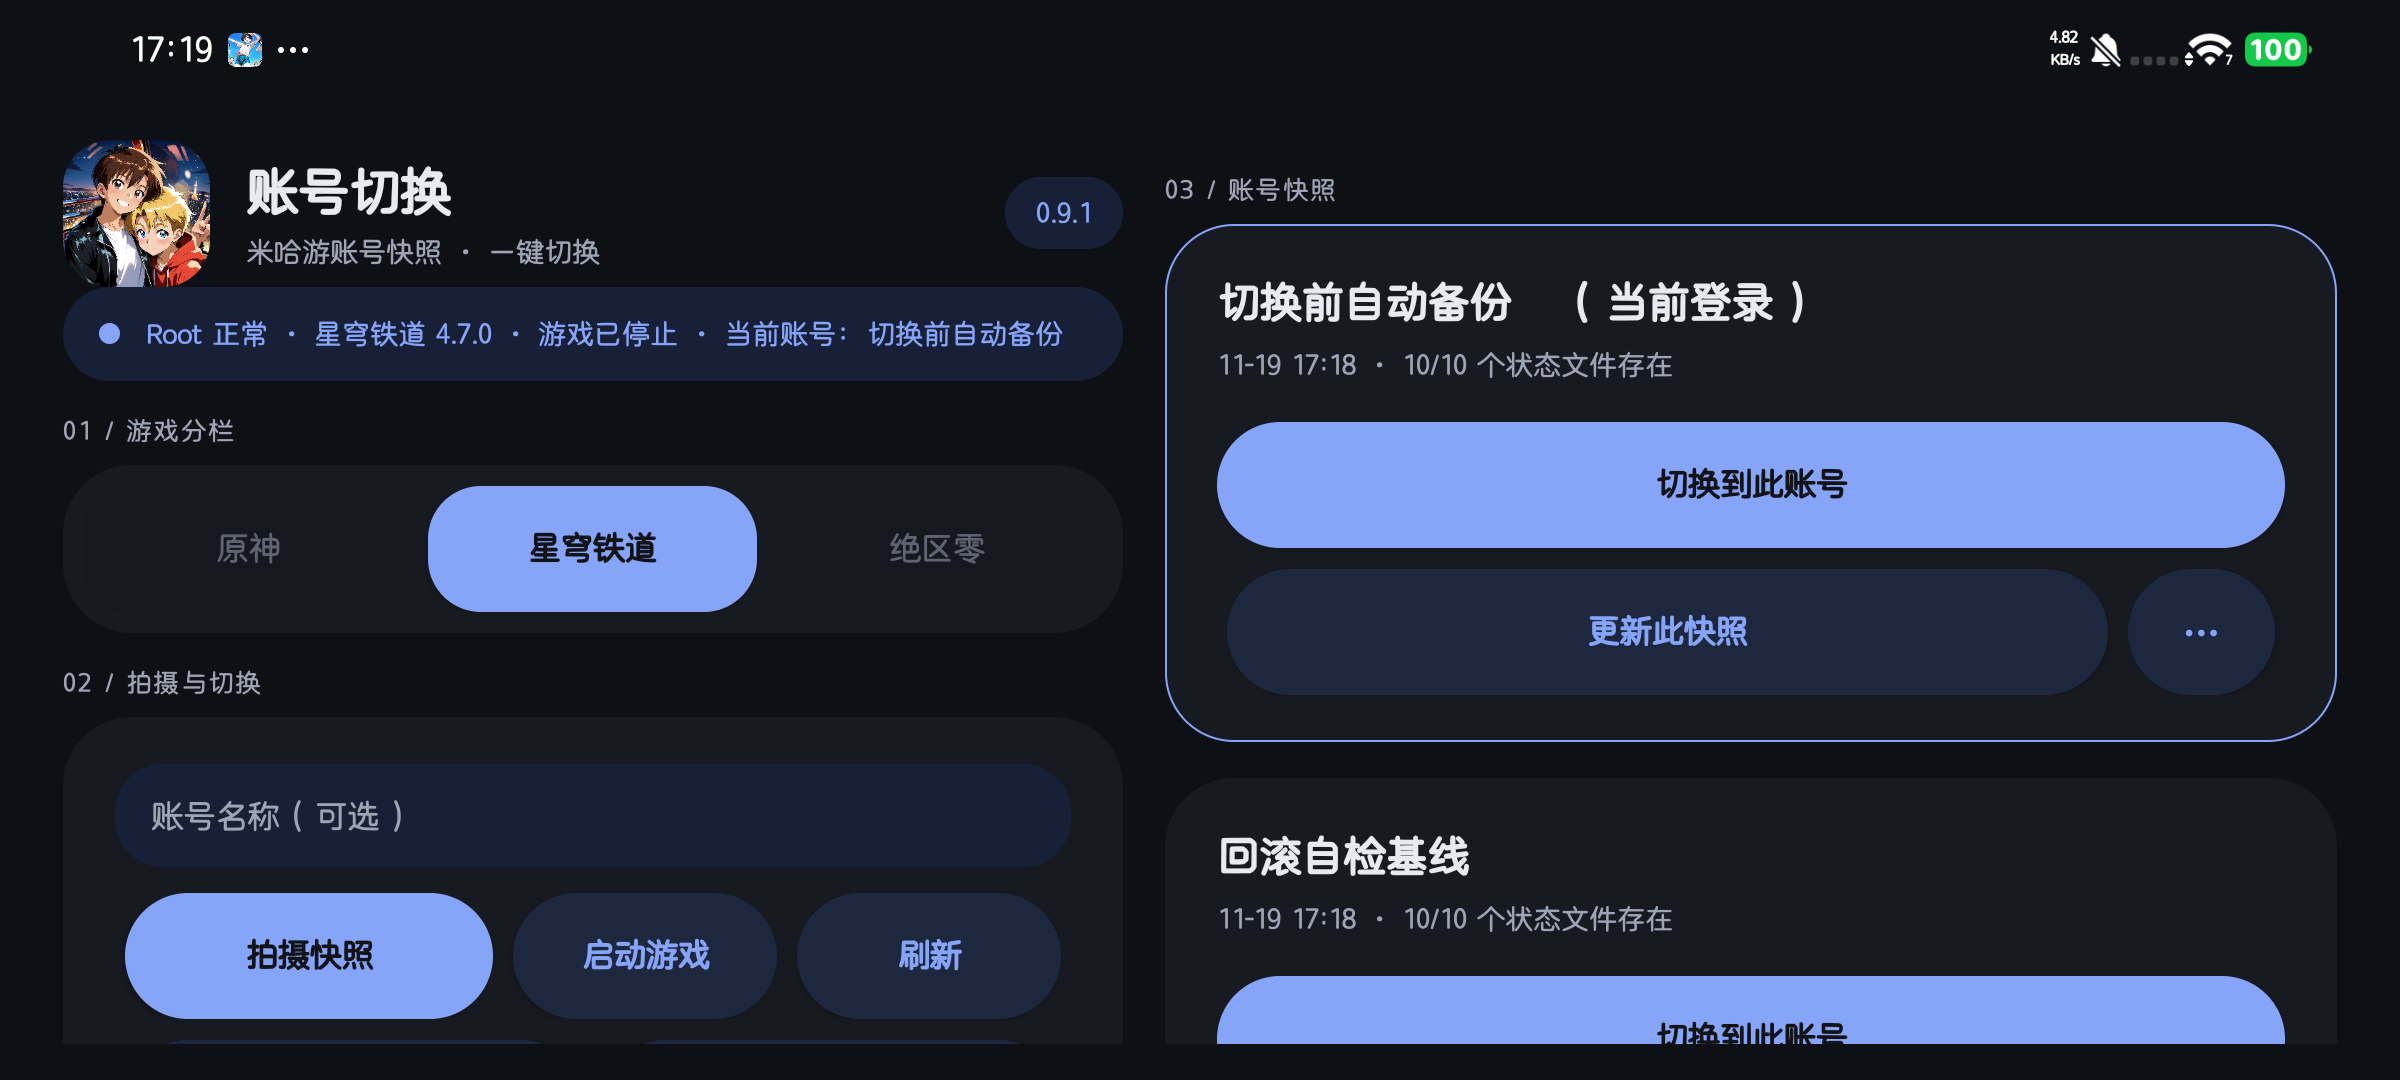 17:19 ...
4.82 KB/s
7
100
账号切换
米哈游账号快照 · 一键切换
0.9.1
Root 正常 · 星穹铁道 4.7.0 · 游戏已停止 · 当前账号： 切换前自动备份
01 / 游戏分栏
原神 星穹铁道 绝区零
02 / 拍摄与切换
账号名称（可选）
拍摄快照 启动游戏 刷新
03 / 账号快照
切换前自动备份 （当前登录）
11-19 17:18 · 10/10 个状态文件存在
切换到此账号
更新此快照 ...
回滚自检基线
11-19 17:18 · 10/10 个状态文件存在
切换到此账号